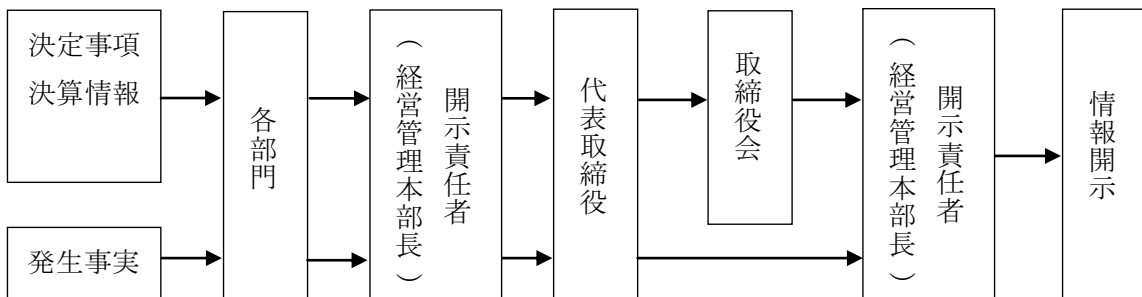 決定事項
決算情報
発生事実
各部門
開示責任者
（経営管理本部長）
代表取締役
取締役会
開示責任者
（経営管理本部長）
情報開示